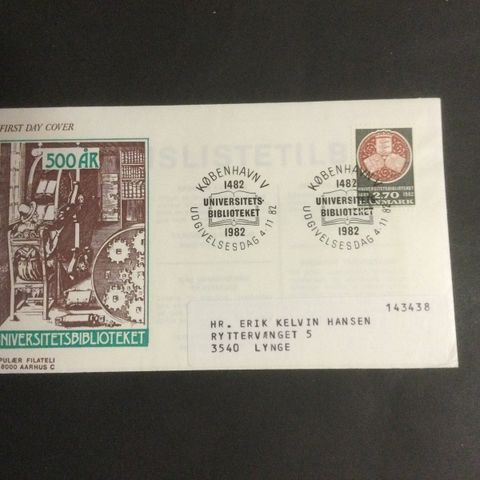 FIRST DAY COVER
500 ÅR
UNIVERSITETSBIBLIOTEKET
PULÆR FILATELI
8000 AARHUS C
KØBENHAVN V
1482
UNIVERSITETS-
BIBLIOTEKET
1982
UDGIVELSESDAG 4-11 82
KØBENHAVN V
1482
UNIVERSITETS-
BIBLIOTEKET
1982
UDGIVELSESDAG 4-11 82
UNIVERSITETSBIBLIOTEKET
1482 2.70 1982
DANMARK
143438
HR. ERIK KELVIN HANSEN
RYTTERVÆNGET 5
3540 LYNGE